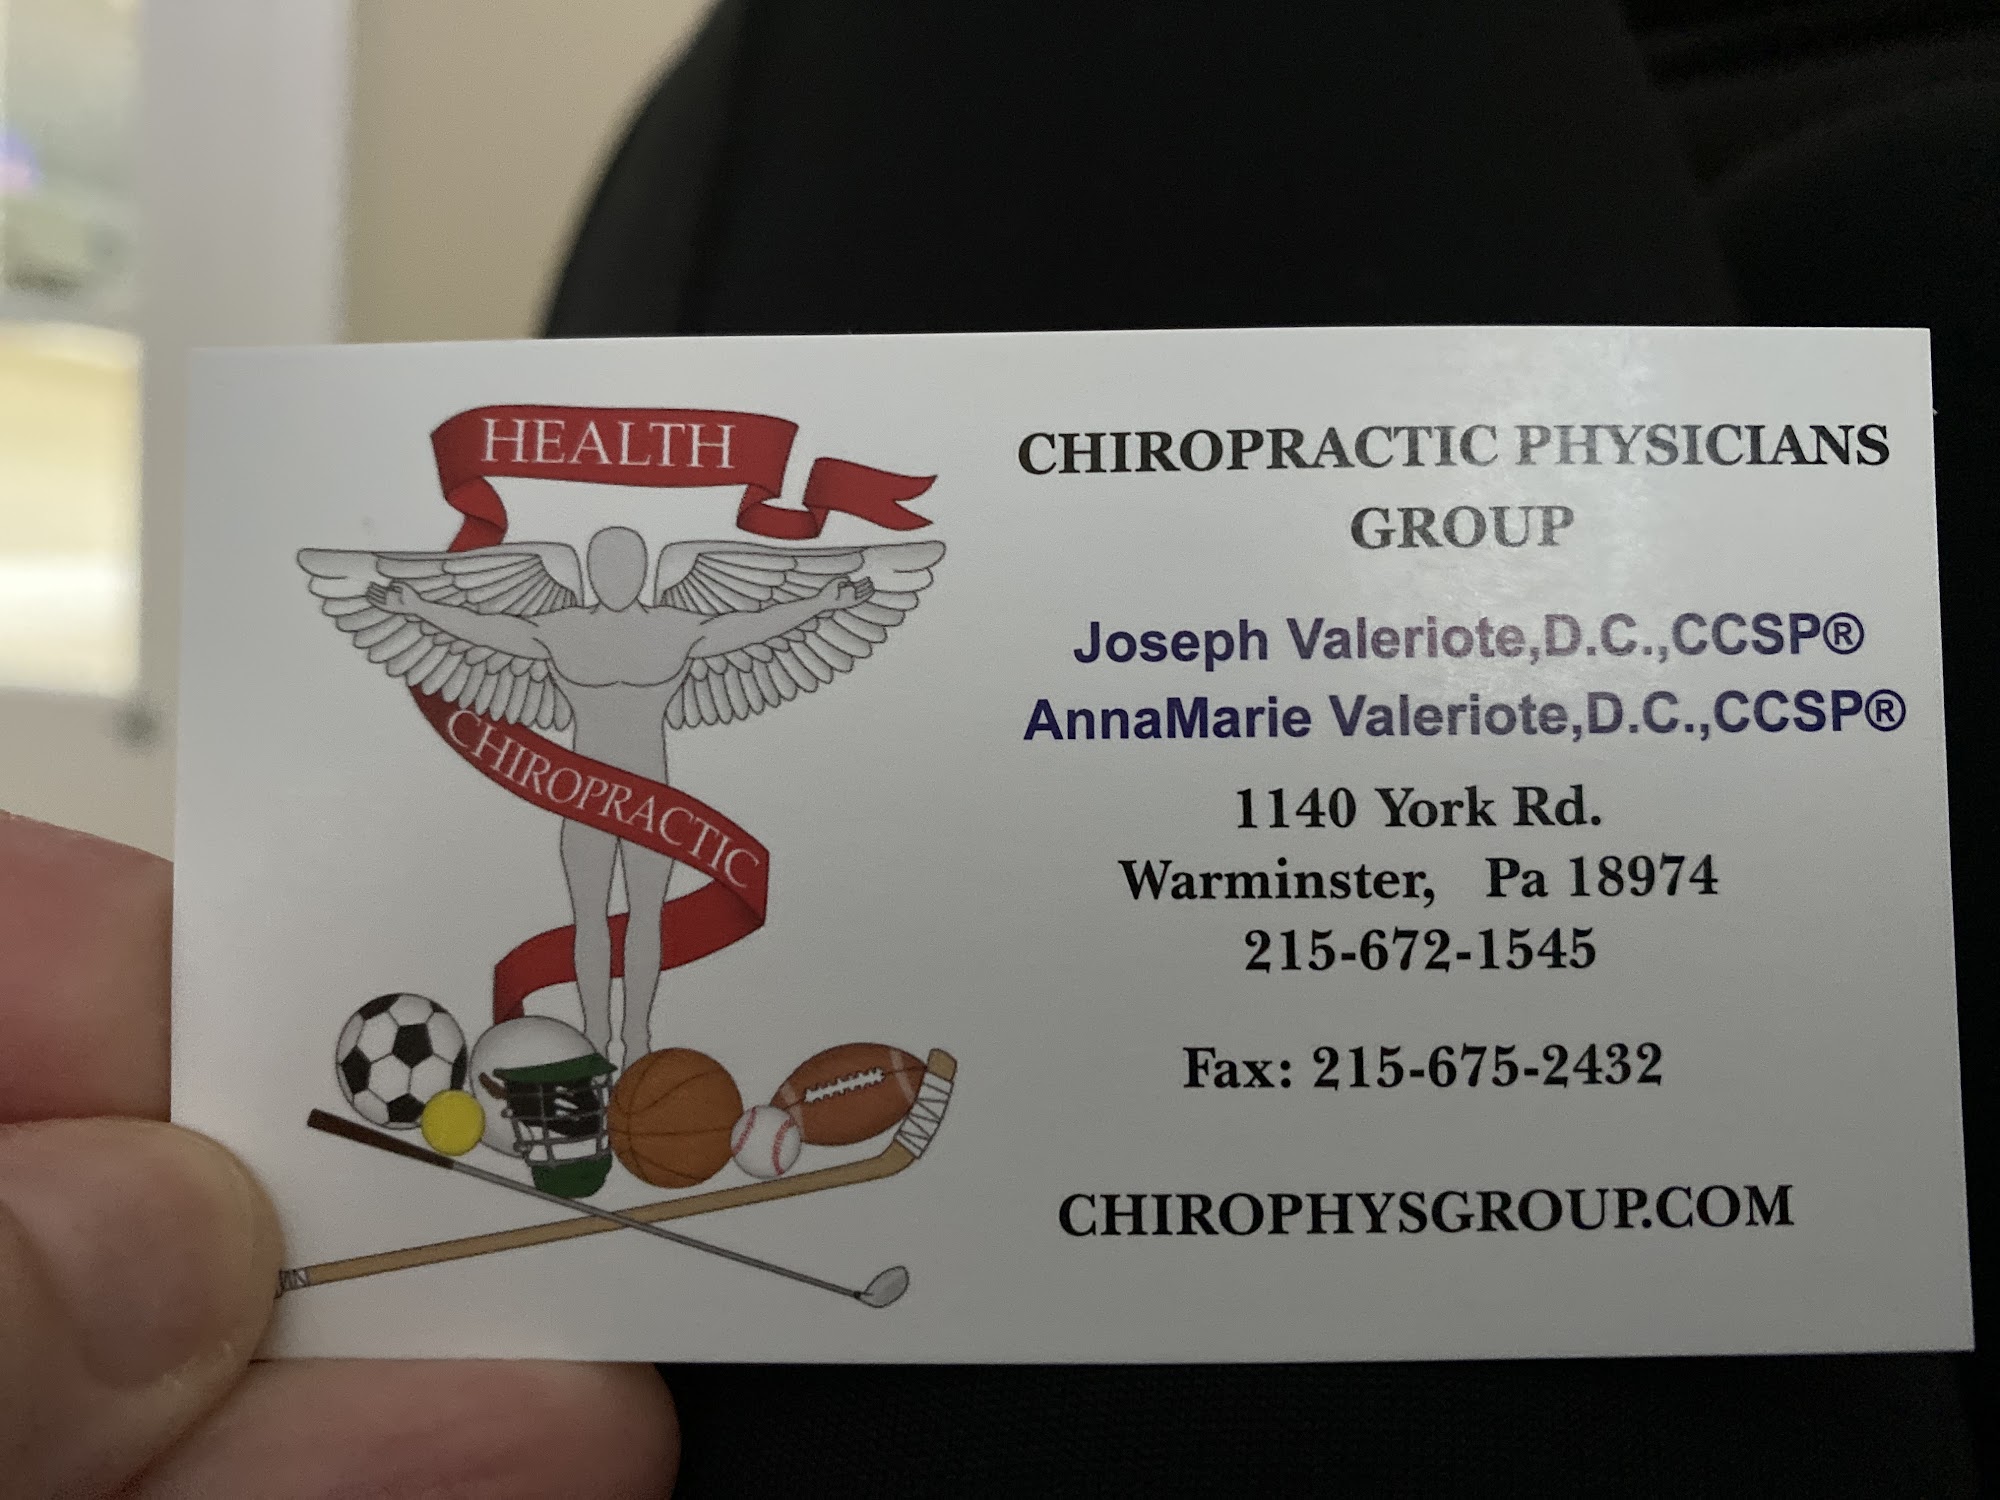 HEALTH
CHIROPRACTIC
CHIROPRACTIC PHYSICIANS
GROUP
Joseph Valeriote,D.C.,CCSP®
AnnaMarie Valeriote,D.C.,CCSP®
1140 York Rd.
Warminster, Pa 18974
215-672-1545
Fax: 215-675-2432
CHIROPHYSGROUP.COM